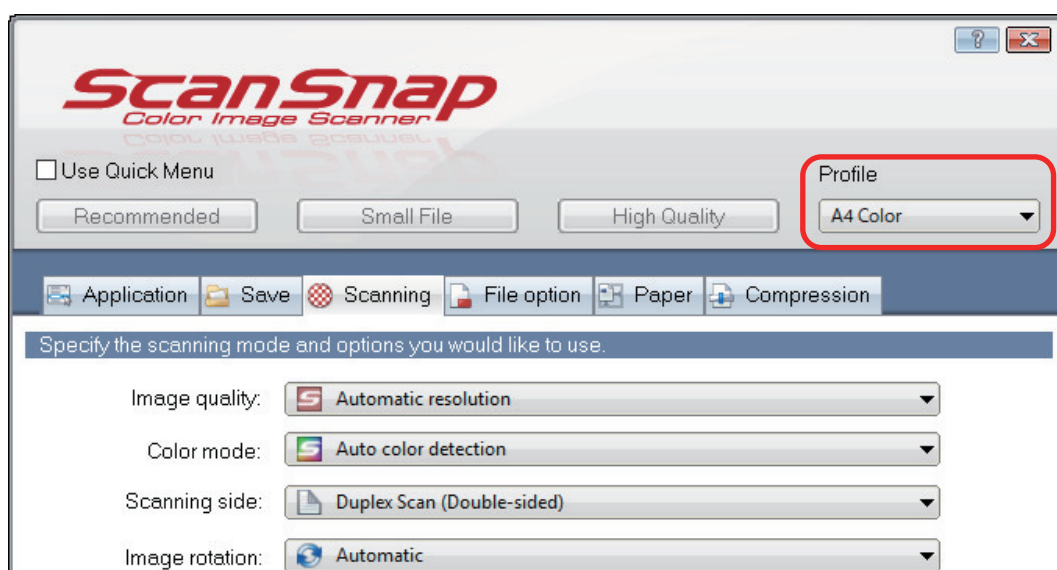 ScanSnap
Color Image Scanner
Use Quick Menu
Profile
Recommended Small File High Quality A4 Color
Application Save Scanning File option Paper Compression
Specify the scanning mode and options you would like to use.
Image quality: Automatic resolution
Color mode: Auto color detection
Scanning side: Duplex Scan (Double-sided)
Image rotation: Automatic